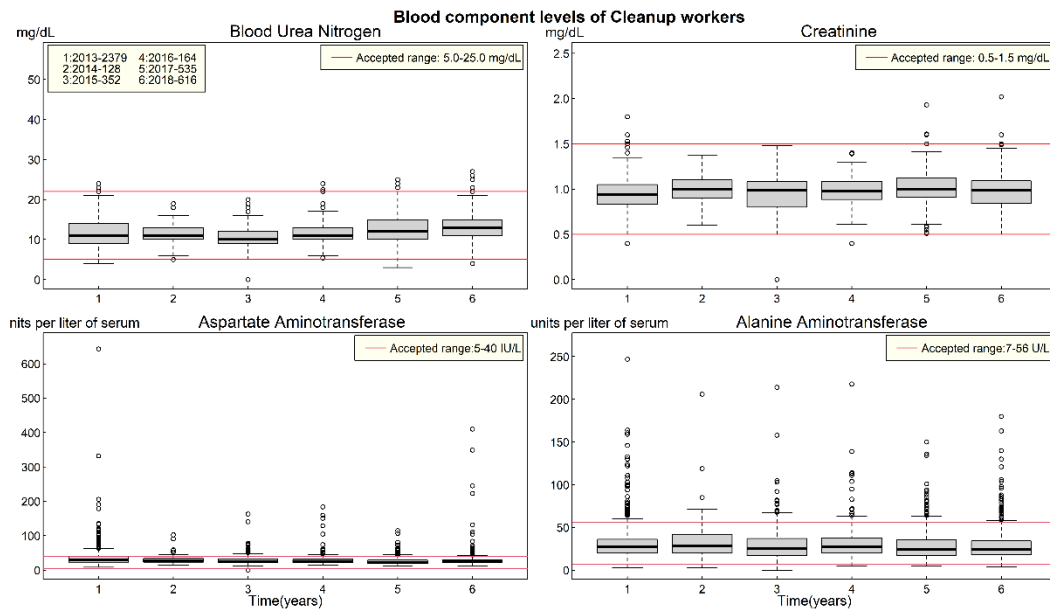 Blood component levels of Cleanup workers
mg/dL
Blood Urea Nitrogen
1:2013-2379 4:2016-164
2:2014-128 5:2017-535
3:2015-352 6:2018-616
Accepted range: 5.0-25.0 mg/dL
50
40
30
20
10
0
1 2 3 4 5 6
mg/dL
Creatinine
Accepted range: 0.5-1.5 mg/dL
2.5
2.0
1.5
1.0
0.5
0.0
1 2 3 4 5 6
nits per liter of serum
Aspartate Aminotransferase
Accepted range:5-40 IU/L
600
500
400
300
200
100
0
1 2 3 4 5 6
Time(years)
units per liter of serum
Alanine Aminotransferase
Accepted range:7-56 U/L
250
200
150
100
50
0
1 2 3 4 5 6
Time(years)